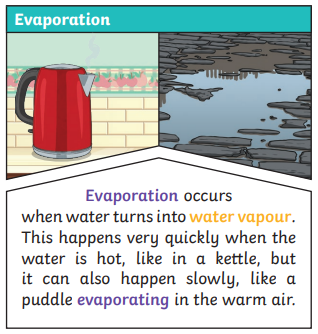 Evaporation
Evaporation occurs
when water turns into water vapour.
This happens very quickly when the
water is hot, like in a kettle, but
it can also happen slowly, like a
puddle evaporating in the warm air.